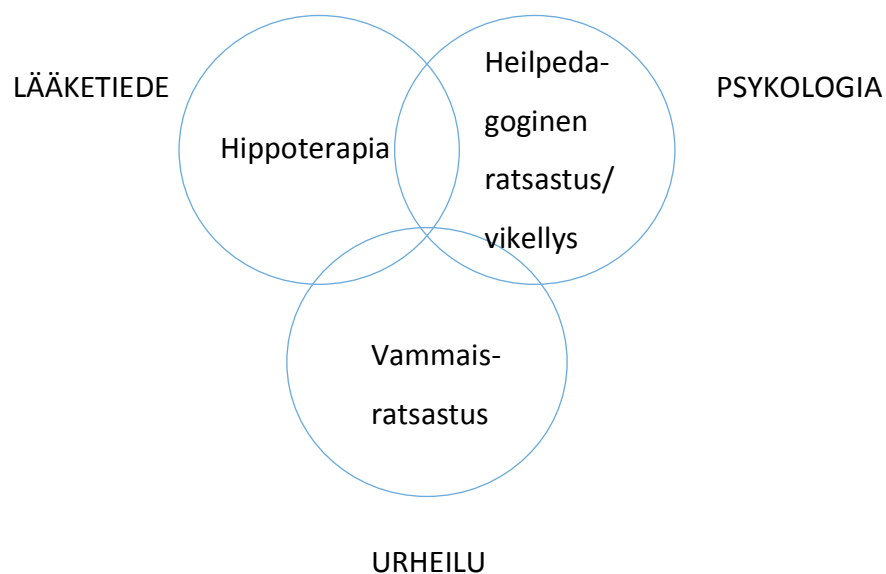 LÄÄKETIEDE
Hippoterapia
Heilpeda-
goginen
ratsastus/
vikellys
PSYKOLOGIA
Vammais-
ratsastus
URHEILU